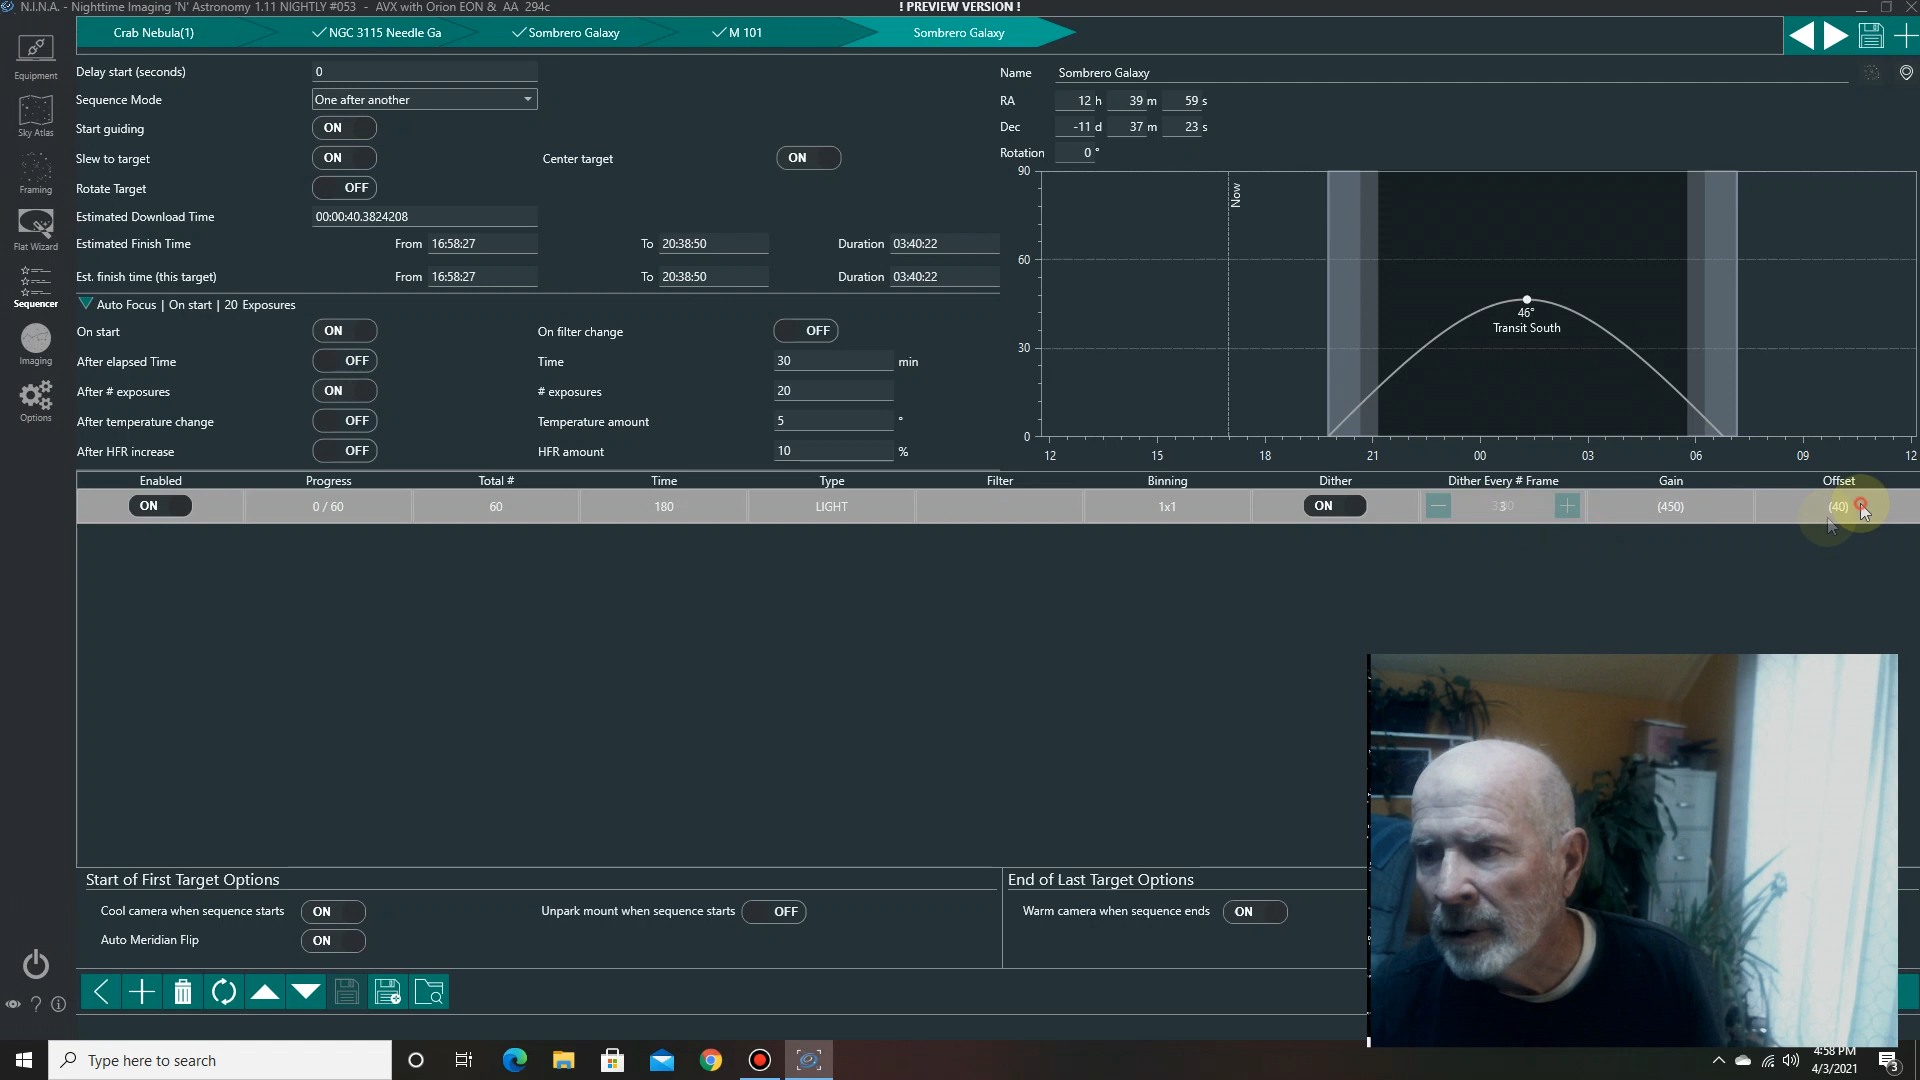 N.I.N.A. - Nighttime Imaging 'N' Astronomy 1.11 NIGHTLY #053 - AVX with Orion EON & AA 294c
! PREVIEW VERSION !
Crab Nebula(1)
NGC 3115 Needle Ga
Sombrero Galaxy
M 101
Sombrero Galaxy
Equipment
Sky Atlas
Framing
Flat Wizard
Sequencer
Imaging
Options
Delay start (seconds) 0
Sequence Mode One after another
Start guiding ON
Slew to target ON Center target ON
Rotate Target OFF
Estimated Download Time 00:00:40.3824208
Estimated Finish Time From 16:58:27 To 20:38:50 Duration 03:40:22
Est. finish time (this target) From 16:58:27 To 20:38:50 Duration 03:40:22
Auto Focus | On start | 20 Exposures
On start ON On filter change OFF
After elapsed Time OFF Time 30 min
After # exposures ON # exposures 20
After temperature change OFF Temperature amount 5 °
After HFR increase OFF HFR amount 10 %
Name Sombrero Galaxy
RA 12 h 39 m 59 s
Dec -11 d 37 m 23 s
Rotation 0 °
90
60
30
0
Now
46°
Transit South
12 15 18 21 00 03 06 09 12
Enabled Progress Total # Time Type Filter Binning Dither Dither Every # Frame Gain Offset
ON 0 / 60 60 180 LIGHT 1x1 ON (450) (40)
Start of First Target Options
Cool camera when sequence starts ON Unpark mount when sequence starts OFF
Auto Meridian Flip ON
End of Last Target Options
Warm camera when sequence ends ON
Type here to search
4:58 PM
4/3/2021
3